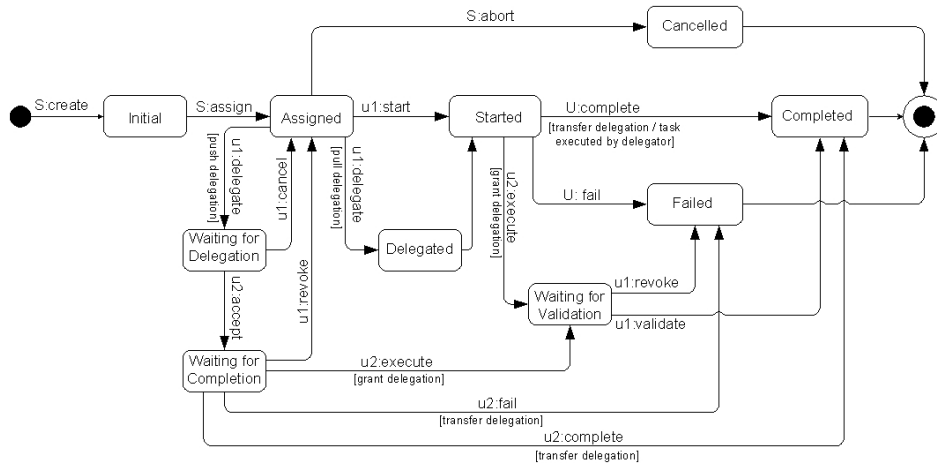 S:abort
Cancelled
S:create
Initial
S:assign
Assigned
u1:start
Started
U:complete
[transfer delegation / task
executed by delegator]
Completed
u1:delegate
[push delegation]
u1:cancel
u1:revoke
u1:delegate
[pull delegation]
Delegated
u2:execute
[grant delegation]
U: fail
Failed
Waiting for
Delegation
u2:accept
Waiting for
Validation
u1:revoke
u1:validate
Waiting for
Completion
u2:execute
[grant delegation]
u2:fail
[transfer delegation]
u2:complete
[transfer delegation]